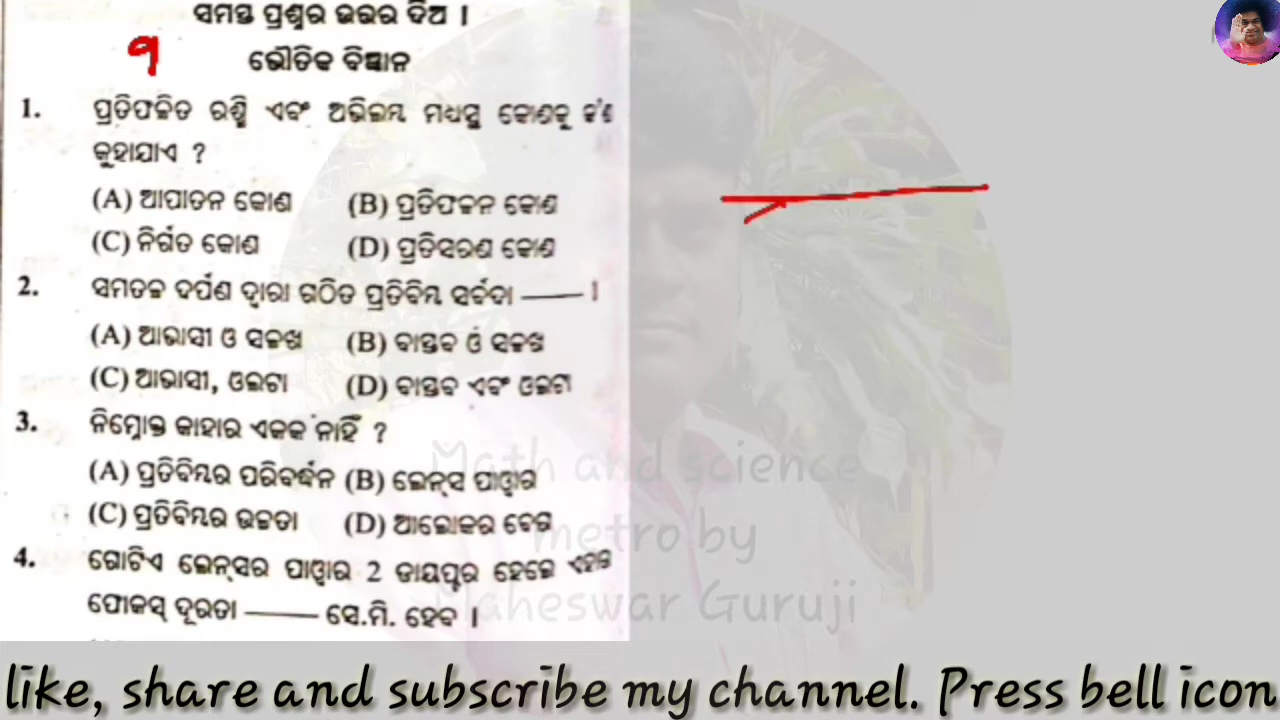 ସମସ୍ତ ପ୍ରଶ୍ନର ଉତ୍ତର ଦିଅ ।
ଭୌତିକ ବିଜ୍ଞାନ
1. ପ୍ରତିଫଳିତ ରଶ୍ମି ଏବଂ ଅଭିଲମ୍ବ ମଧ୍ୟସ୍ଥ କୋଣକୁ କ'ଣ
କୁହାଯାଏ ?
(A) ଆପାତନ କୋଣ (B) ପ୍ରତିଫଳନ କୋଣ
(C) ନିର୍ଗତ କୋଣ (D) ପ୍ରତିସରଣ କୋଣ
2. ସମତଳ ଦର୍ପଣ ଦ୍ୱାରା ଗଠିତ ପ୍ରତିବିମ୍ବ ସର୍ବଦା —— ।
(A) ଆଭାସୀ ଓ ସଳଖ (B) ବାସ୍ତବ ଓ ସଳଖ
(C) ଆଭାସୀ, ଓଲଟା (D) ବାସ୍ତବ ଏବଂ ଓଲଟା
3. ନିମ୍ନୋକ୍ତ କାହାର ଏକକ ନାହିଁ ?
(A) ପ୍ରତିବିମ୍ବର ପରିବର୍ଦ୍ଧନ (B) ଲେନ୍ସ ପାୱାର
(C) ପ୍ରତିବିମ୍ବର ଉଚ୍ଚତା (D) ଆଲୋକର ବେଗ
4. ଗୋଟିଏ ଲେନ୍ସର ପାୱାର 2 ଡାୟପ୍ଟର ହେଲେ ଏହାର
ଫୋକସ୍ ଦୂରତା —— ସେ.ମି. ହେବ ।
Math and science
metro by
Maheswar Guruji
like, share and subscribe my channel. Press bell icon